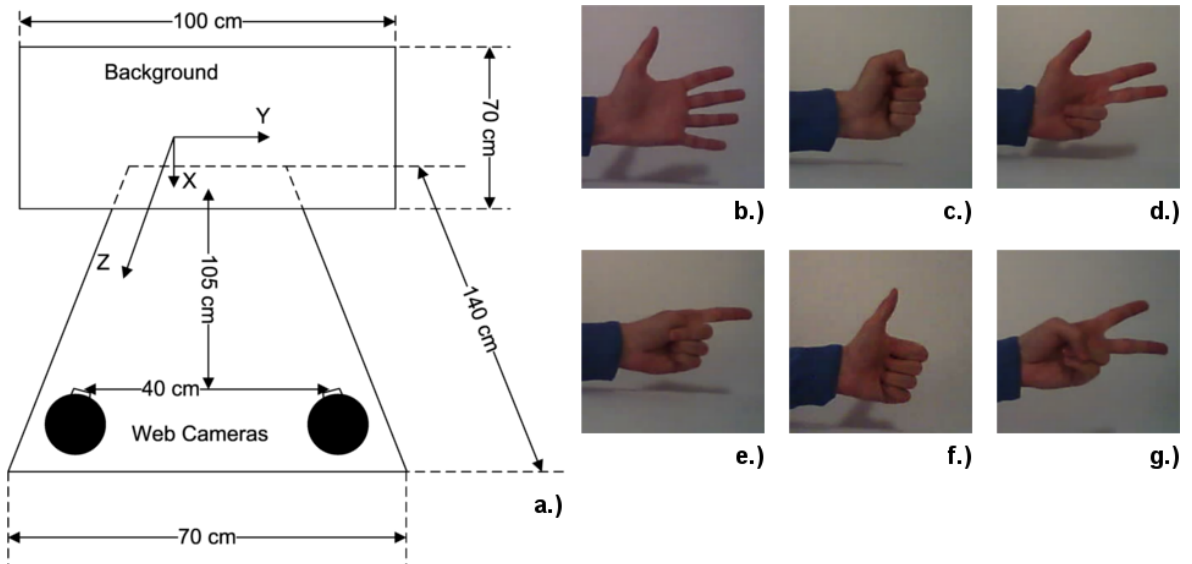 100 cm
Background
70 cm
Y
X
Z
105 cm
140 cm
40 cm
Web Cameras
a.)
70 cm
b.)
c.)
d.)
e.)
f.)
g.)